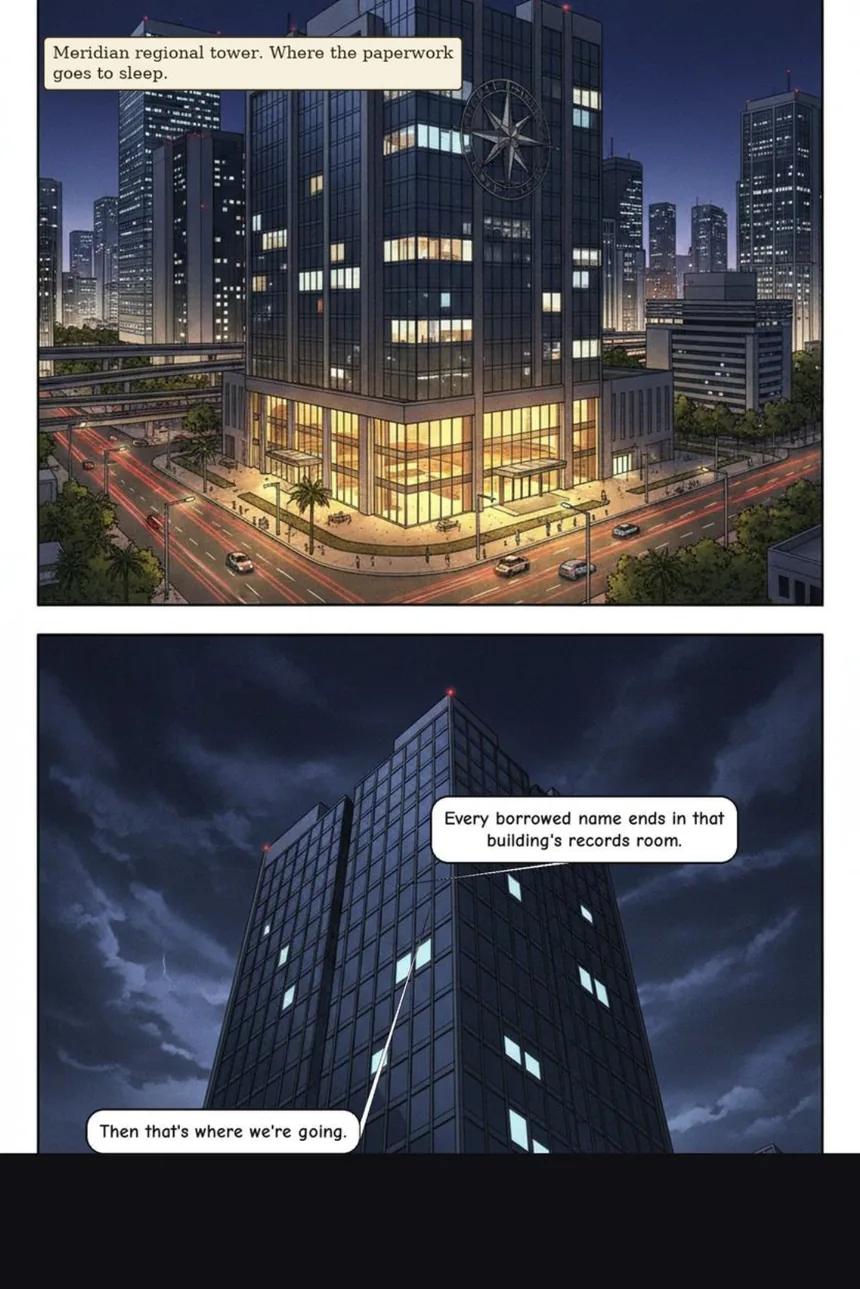 Meridian regional tower. Where the paperwork
goes to sleep.
Every borrowed name ends in that
building's records room.
Then that's where we're going.